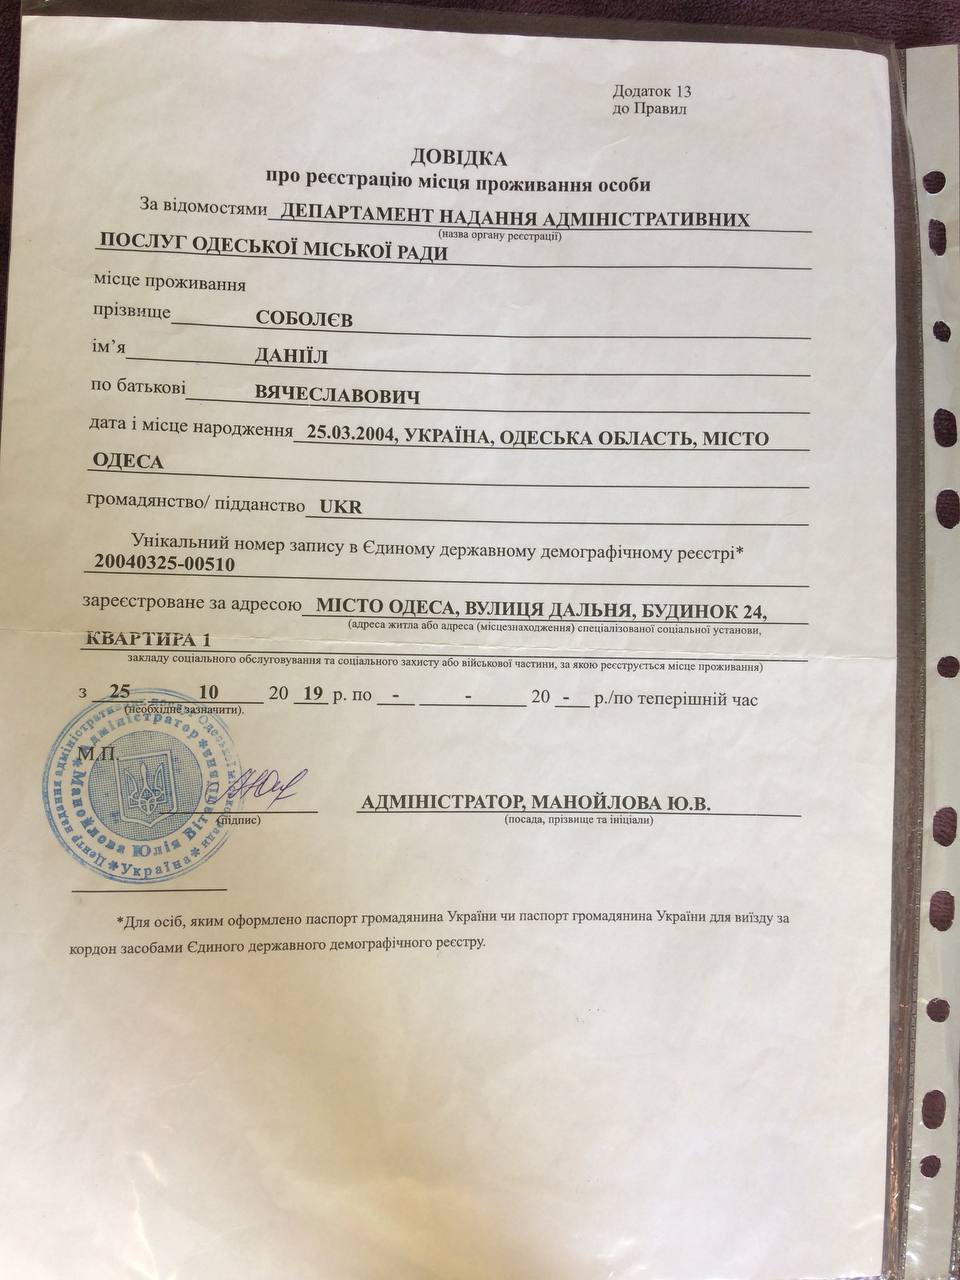 Додаток 13
до Правил
ДОВІДКА
про реєстрацію місця проживання особи
За відомостями ДЕПАРТАМЕНТ НАДАННЯ АДМІНІСТРАТИВНИХ
(назва органу реєстрації)
ПОСЛУГ ОДЕСЬКОЇ МІСЬКОЇ РАДИ
місце проживання
прізвище СОБОЛЄВ
ім’я ДАНІЇЛ
по батькові ВЯЧЕСЛАВОВИЧ
дата і місце народження 25.03.2004, УКРАЇНА, ОДЕСЬКА ОБЛАСТЬ, МІСТО
ОДЕСА
громадянство/ підданство UKR
Унікальний номер запису в Єдиному державному демографічному реєстрі*
20040325-00510
зареєстроване за адресою МІСТО ОДЕСА, ВУЛИЦЯ ДАЛЬНЯ, БУДИНОК 24,
(адреса житла або адреса (місцезнаходження) спеціалізованої соціальної установи,
КВАРТИРА 1
закладу соціального обслуговування та соціального захисту або військової частини, за якою реєструється місце проживання)
з 25 10 20 19 р. по - - 20 - р./по теперішній час
(необхідне зазначити).
М.П.
АДМІНІСТРАТОР, МАНОЙЛОВА Ю.В.
(підпис) (посада, прізвище та ініціали)
Адміністратор * Манойлова Юлія Віталіївна
*Україна* Центр надання адміністративних послуг Одеської міської ради
*Для осіб, яким оформлено паспорт громадянина України чи паспорт громадянина України для виїзду за
кордон засобами Єдиного державного демографічного реєстру.